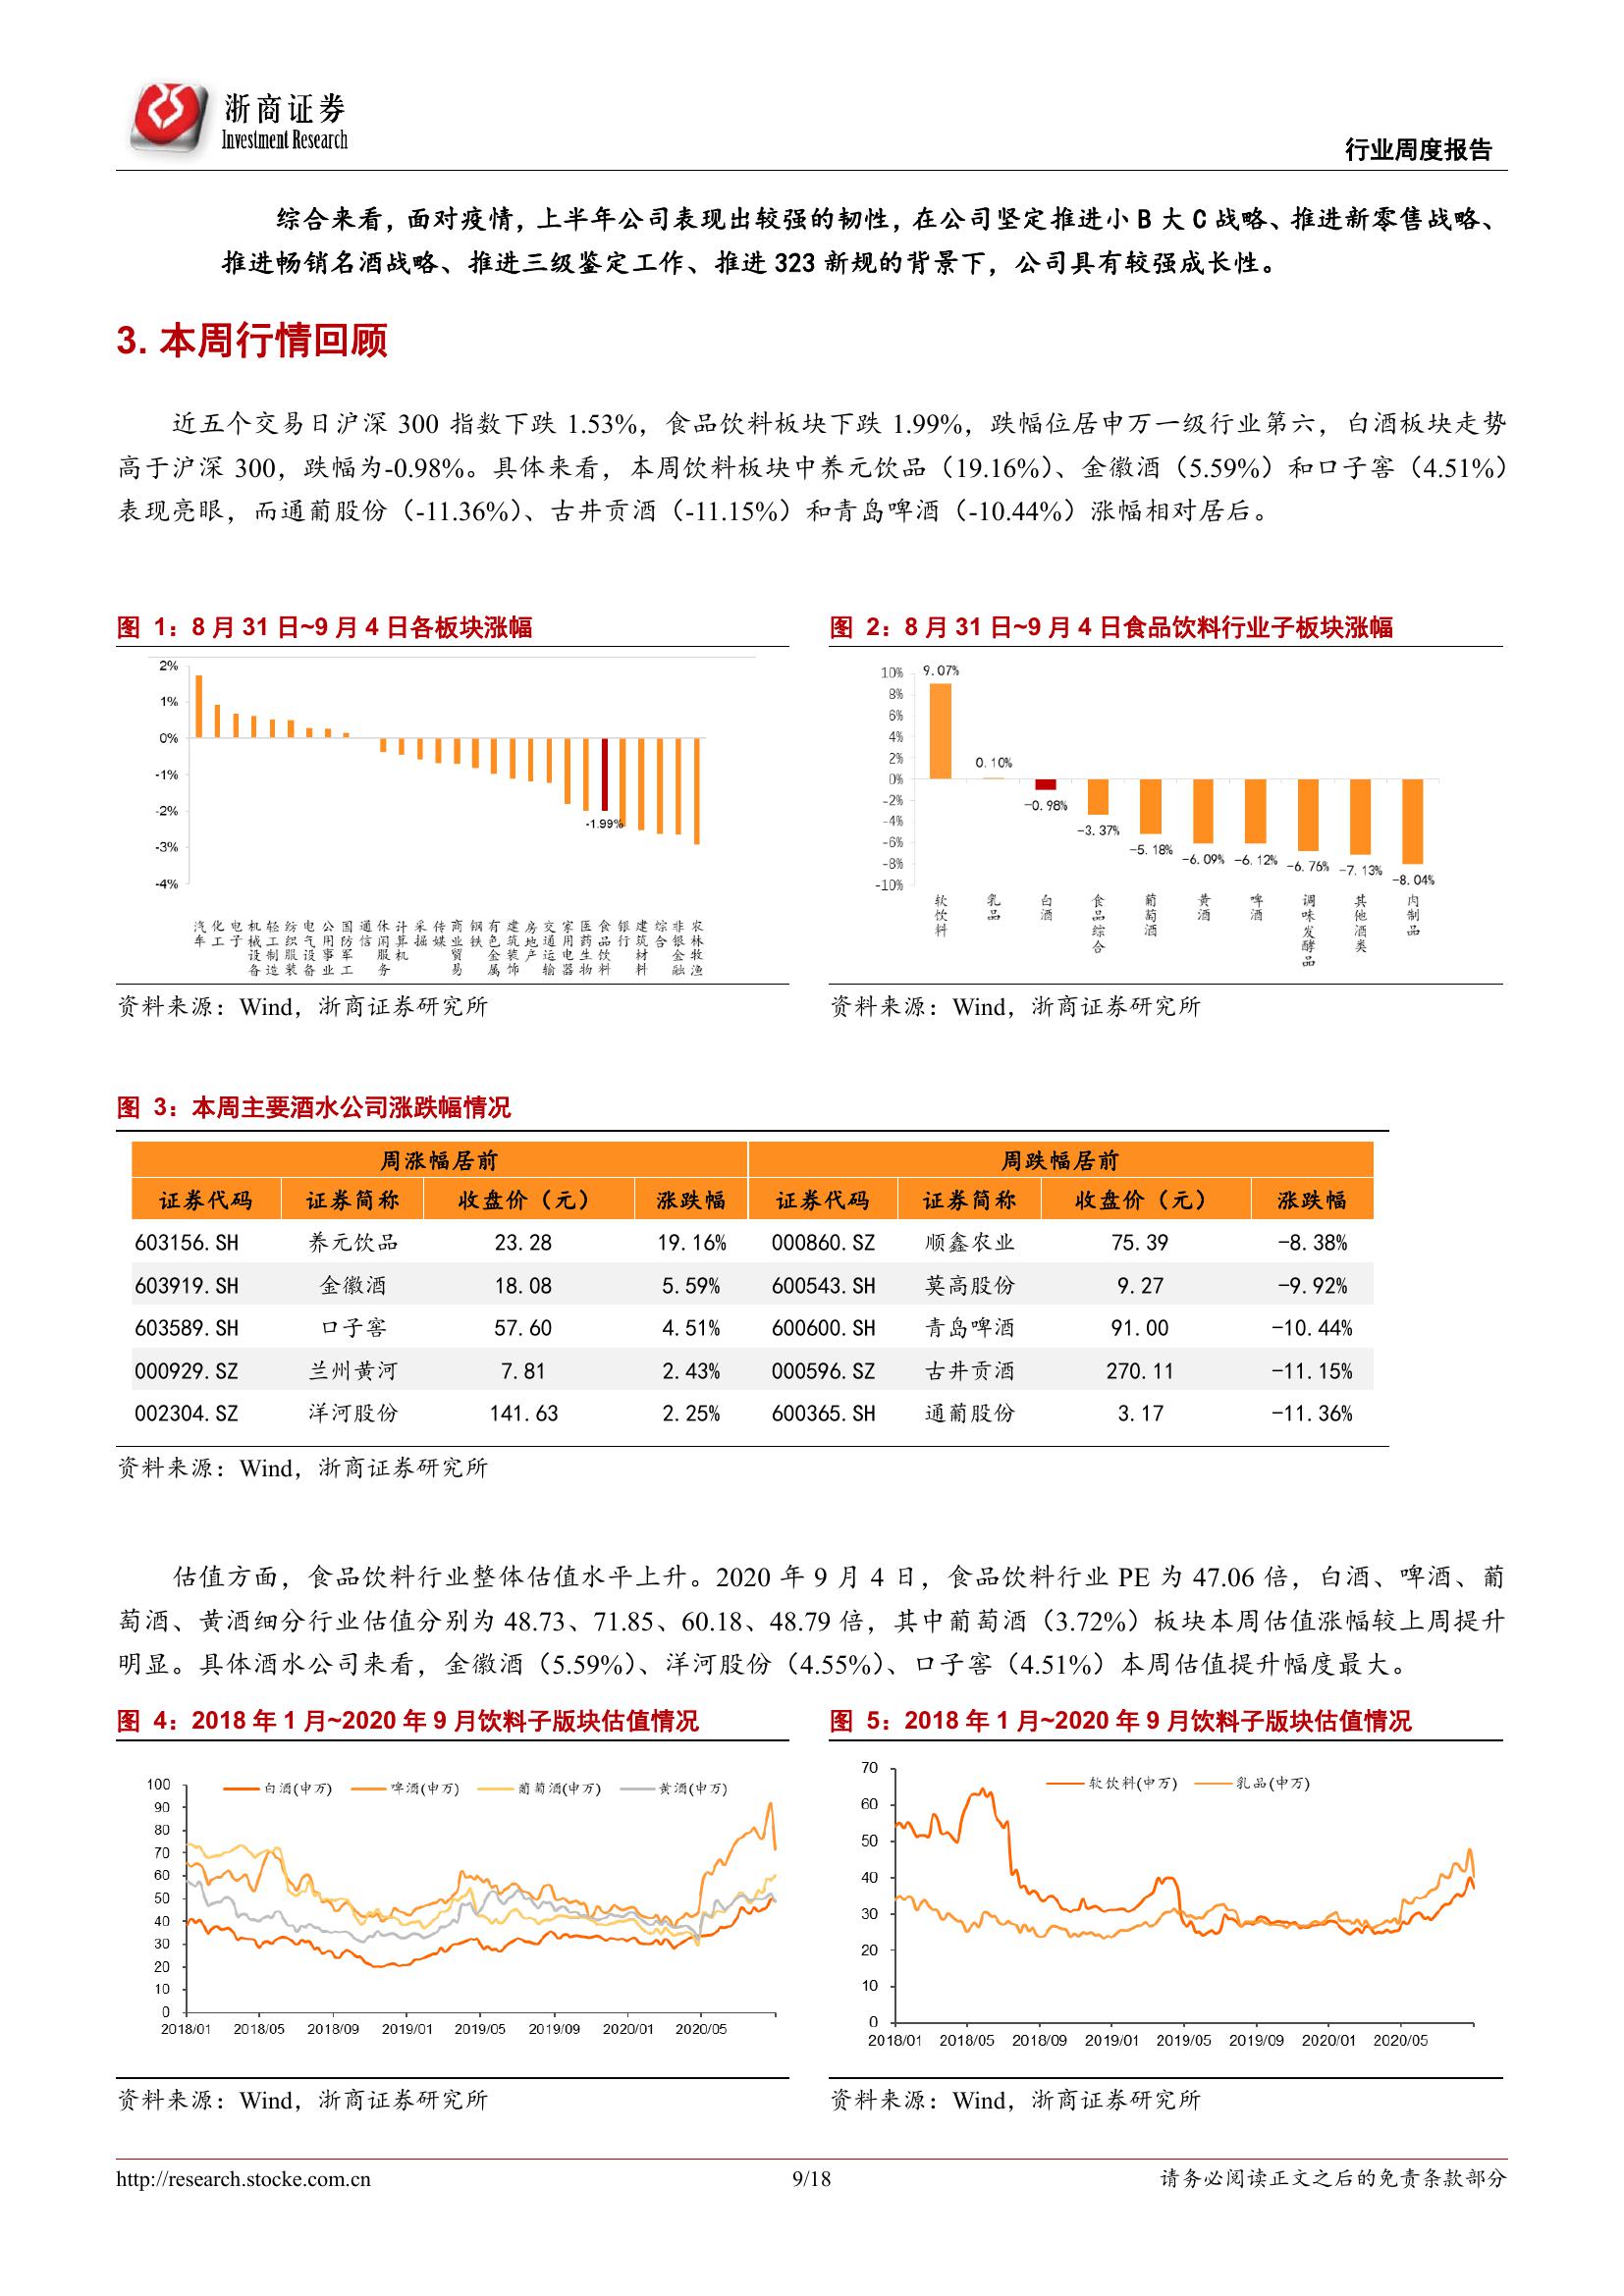 浙商证券
Investment Research
行业周度报告
综合来看，面对疫情，上半年公司表现出较强的韧性，在公司坚定推进小 B 大 C 战略、推进新零售战略、
推进畅销名酒战略、推进三级鉴定工作、推进 323 新规的背景下，公司具有较强成长性。
3. 本周行情回顾
近五个交易日沪深 300 指数下跌 1.53%，食品饮料板块下跌 1.99%，跌幅位居申万一级行业第六，白酒板块走势
高于沪深 300，跌幅为-0.98%。具体来看，本周饮料板块中养元饮品（19.16%）、金徽酒（5.59%）和口子窖（4.51%）
表现亮眼，而通葡股份（-11.36%）、古井贡酒（-11.15%）和青岛啤酒（-10.44%）涨幅相对居后。
图 1：8 月 31 日~9 月 4 日各板块涨幅
2%
1%
0%
-1%
-2%
-3%
-4%
-1.99%
汽车 化工 电子 机械设备 轻工制造 纺织服装 电气设备 公用事业 国防军工 通信 休闲服务 计算机 采掘 传媒 商业贸易 钢铁 有色金属 建筑装饰 房地产 交通运输 家用电器 医药生物 食品饮料 银行 建筑材料 综合 非银金融 农林牧渔
资料来源：Wind，浙商证券研究所
图 2：8 月 31 日~9 月 4 日食品饮料行业子板块涨幅
10%
8%
6%
4%
2%
0%
-2%
-4%
-6%
-8%
-10%
9.07% 0.10% -0.98% -3.37% -5.18% -6.09% -6.12% -6.76% -7.13% -8.04%
软饮料 乳品 白酒 食品综合 葡萄酒 黄酒 啤酒 调味发酵品 其他酒类 肉制品
资料来源：Wind，浙商证券研究所
图 3：本周主要酒水公司涨跌幅情况
周涨幅居前 周跌幅居前
证券代码 证券简称 收盘价（元） 涨跌幅 证券代码 证券简称 收盘价（元） 涨跌幅
603156.SH 养元饮品 23.28 19.16% 000860.SZ 顺鑫农业 75.39 -8.38%
603919.SH 金徽酒 18.08 5.59% 600543.SH 莫高股份 9.27 -9.92%
603589.SH 口子窖 57.60 4.51% 600600.SH 青岛啤酒 91.00 -10.44%
000929.SZ 兰州黄河 7.81 2.43% 000596.SZ 古井贡酒 270.11 -11.15%
002304.SZ 洋河股份 141.63 2.25% 600365.SH 通葡股份 3.17 -11.36%
资料来源：Wind，浙商证券研究所
估值方面，食品饮料行业整体估值水平上升。2020 年 9 月 4 日，食品饮料行业 PE 为 47.06 倍，白酒、啤酒、葡
萄酒、黄酒细分行业估值分别为 48.73、71.85、60.18、48.79 倍，其中葡萄酒（3.72%）板块本周估值涨幅较上周提升
明显。具体酒水公司来看，金徽酒（5.59%）、洋河股份（4.55%）、口子窖（4.51%）本周估值提升幅度最大。
图 4：2018 年 1 月~2020 年 9 月饮料子版块估值情况
白酒(申万) 啤酒(申万) 葡萄酒(申万) 黄酒(申万)
100
90
80
70
60
50
40
30
20
10
0
2018/01 2018/05 2018/09 2019/01 2019/05 2019/09 2020/01 2020/05
资料来源：Wind，浙商证券研究所
图 5：2018 年 1 月~2020 年 9 月饮料子版块估值情况
软饮料(申万) 乳品(申万)
70
60
50
40
30
20
10
0
2018/01 2018/05 2018/09 2019/01 2019/05 2019/09 2020/01 2020/05
资料来源：Wind，浙商证券研究所
http://research.stocke.com.cn 9/18 请务必阅读正文之后的免责条款部分